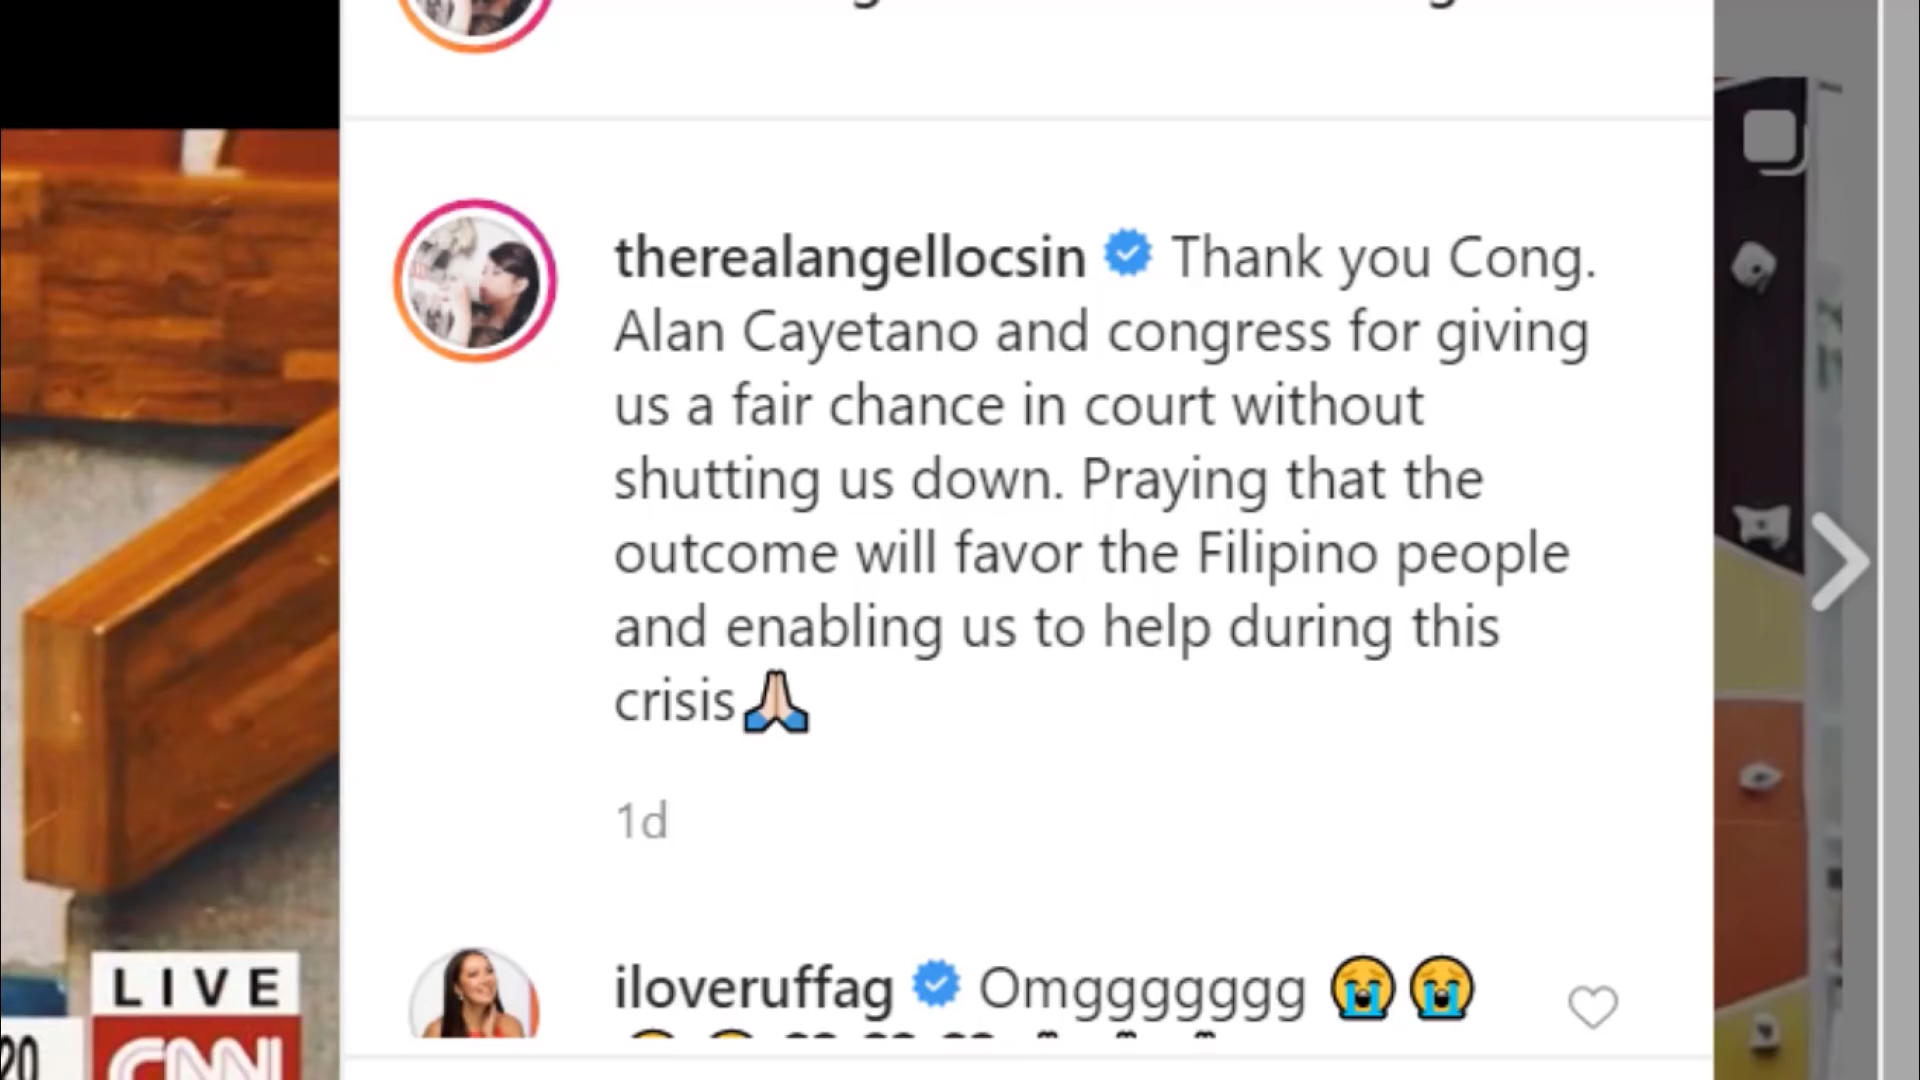 therealangellocsin Thank you Cong.
Alan Cayetano and congress for giving
us a fair chance in court without
shutting us down. Praying that the
outcome will favor the Filipino people
and enabling us to help during this
crisis🙏🏻
1d
iloveruffag Omggggggg 😭😭
LIVE
20
CNN